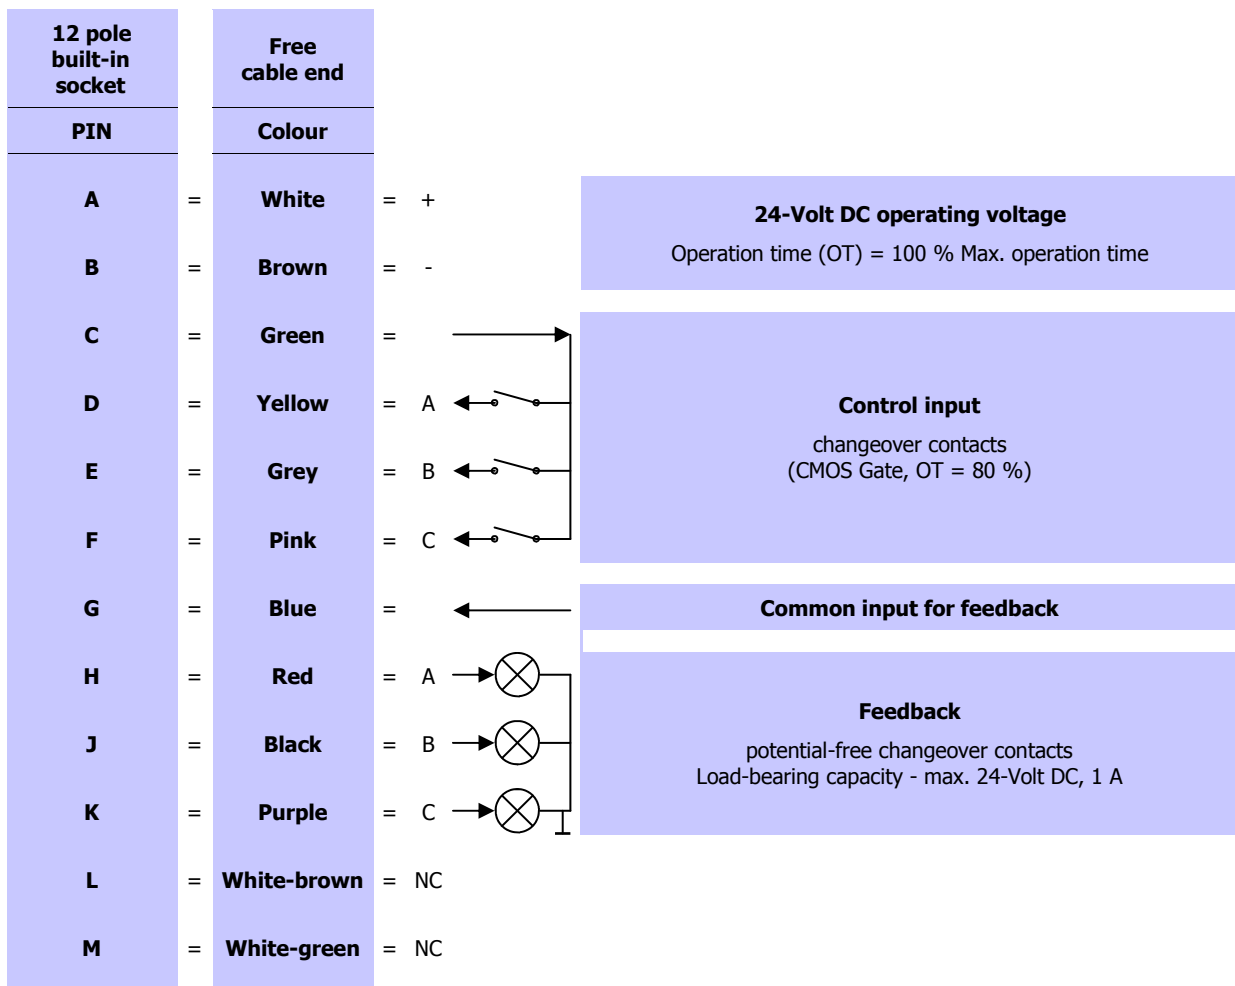 12 pole
built-in
socket
Free
cable end
PIN
Colour
A = White = +
24-Volt DC operating voltage
Operation time (OT) = 100 % Max. operation time
B = Brown = -
C = Green =
D = Yellow = A
Control input
changeover contacts
(CMOS Gate, OT = 80 %)
E = Grey = B
F = Pink = C
G = Blue =
Common input for feedback
H = Red = A
Feedback
potential-free changeover contacts
Load-bearing capacity - max. 24-Volt DC, 1 A
J = Black = B
K = Purple = C
L = White-brown = NC
M = White-green = NC